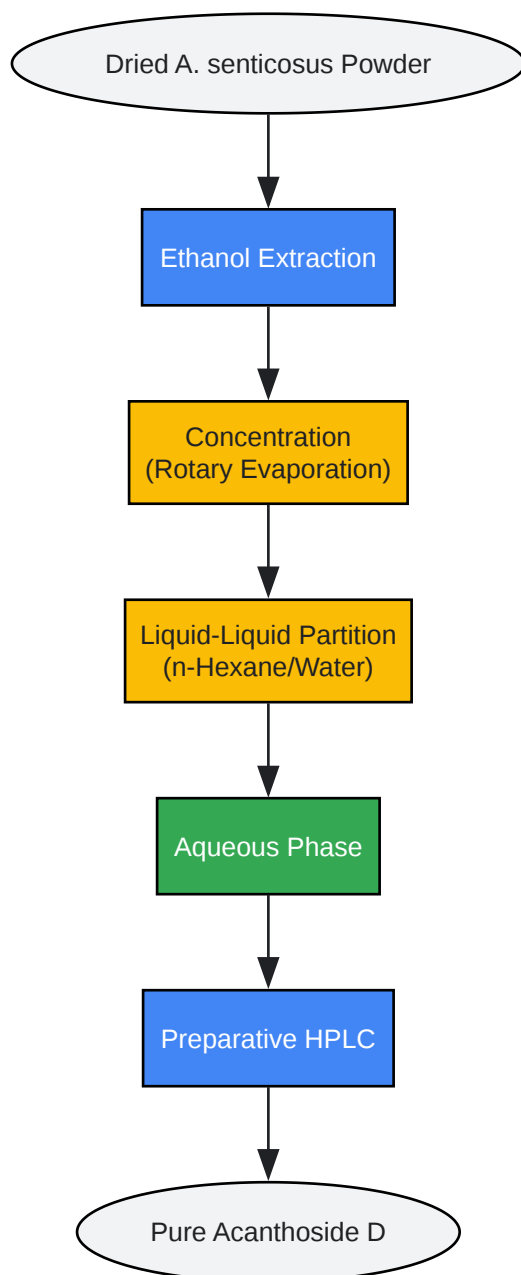 Dried A. senticosus Powder
Ethanol Extraction
Concentration
(Rotary Evaporation)
Liquid-Liquid Partition
(n-Hexane/Water)
Aqueous Phase
Preparative HPLC
Pure Acanthoside D